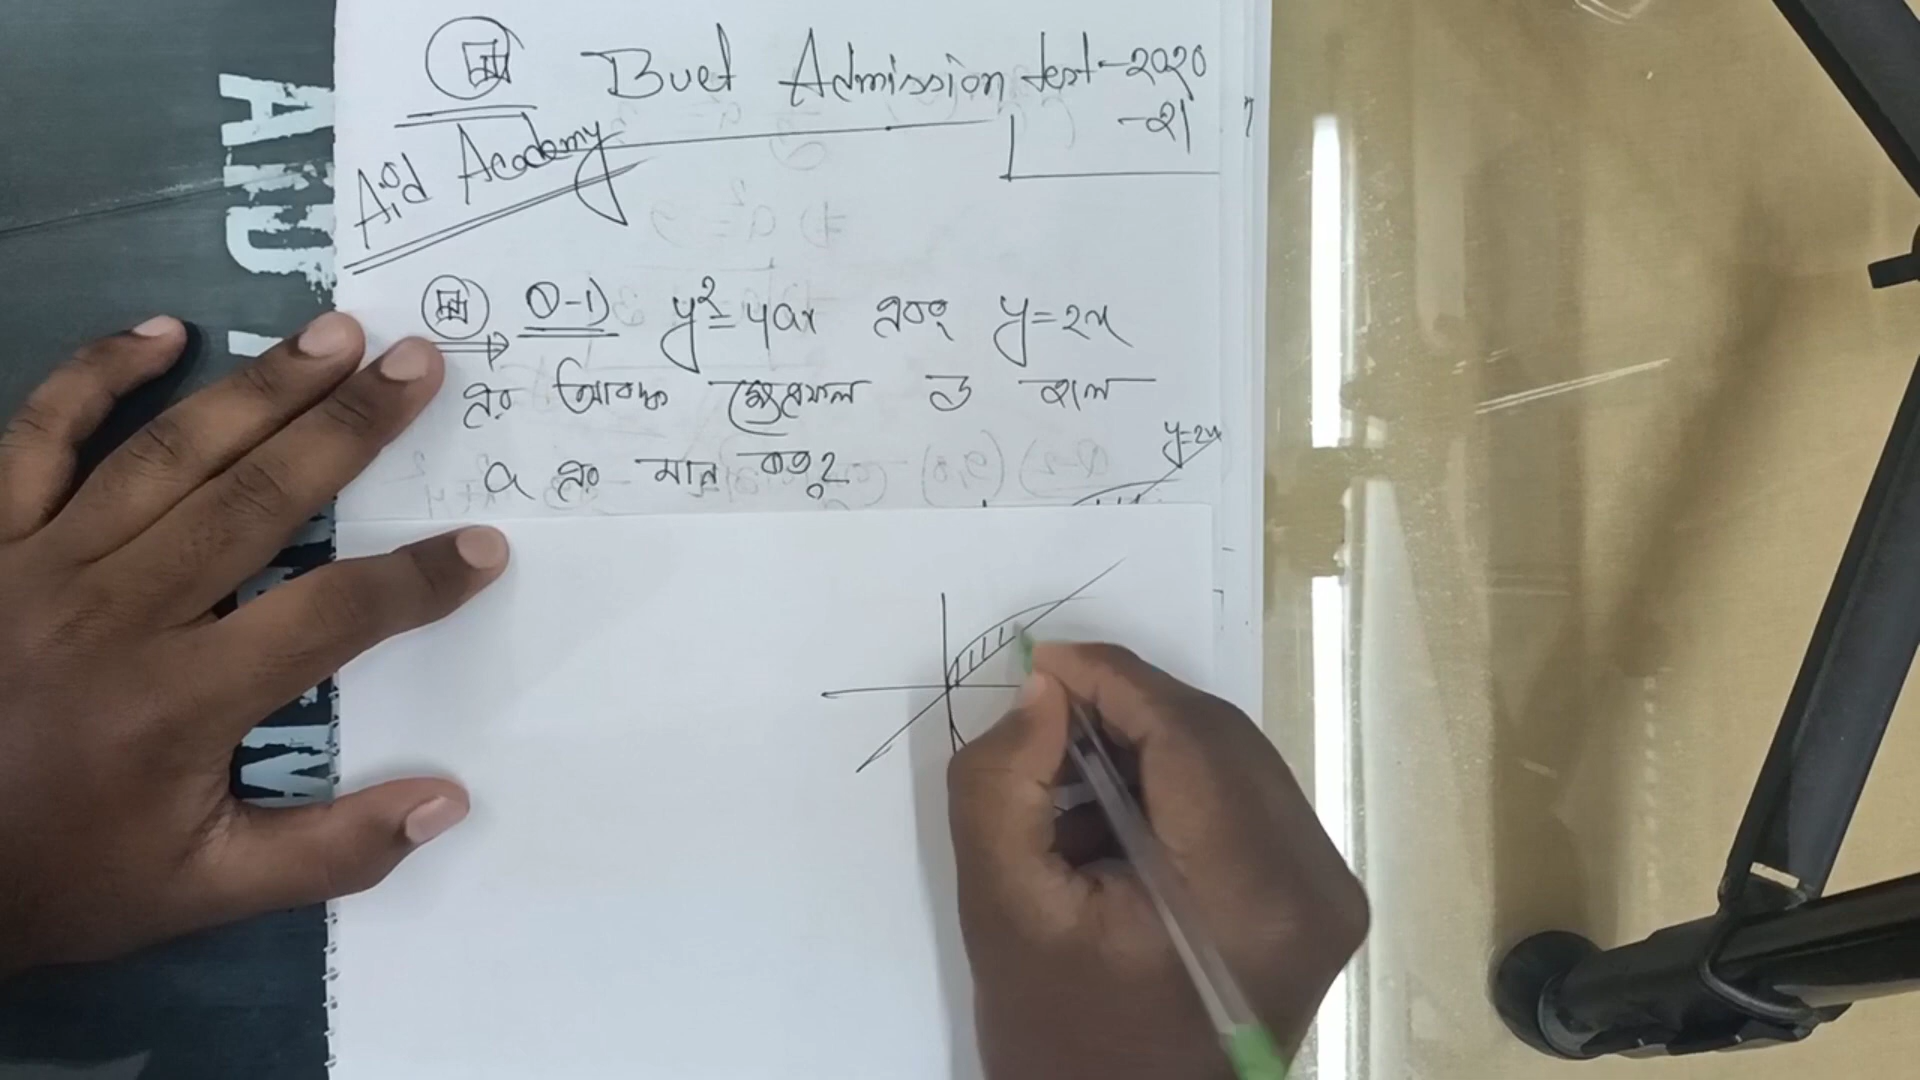 Buet Admission test-2020
-21
Aid Academy
Q-1) y²=4ax এবং y=2x
এর আবদ্ধ ক্ষেত্রফল ৬ হলে
a এর মান কত?
y=2x